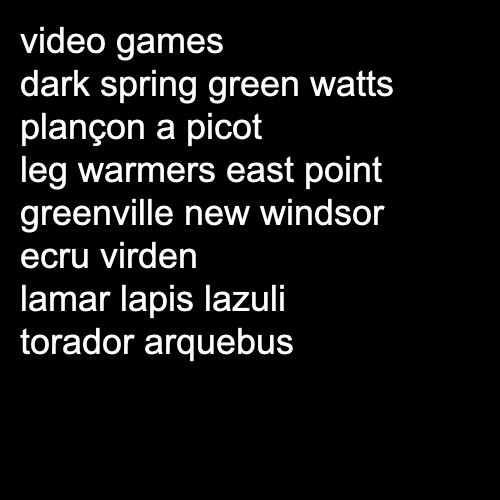 video games
dark spring green watts
plançon a picot
leg warmers east point
greenville new windsor
ecru virden
lamar lapis lazuli
torador arquebus